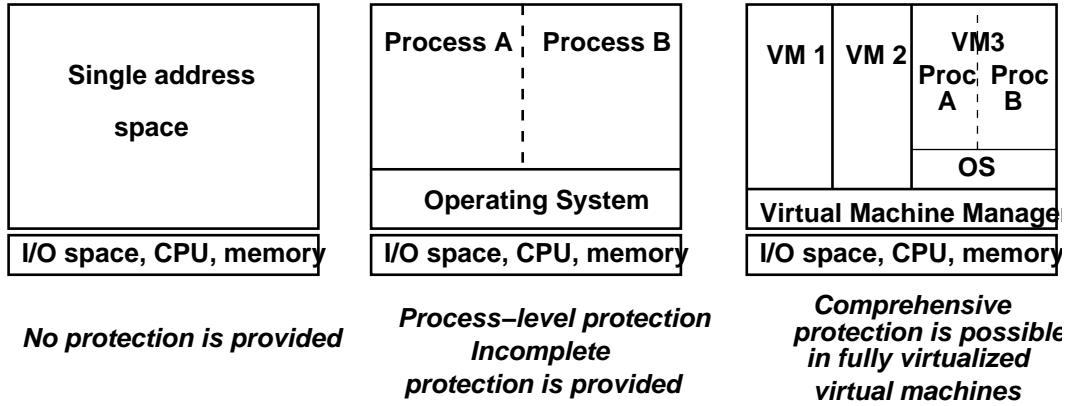 Single address
space
I/O space, CPU, memory
No protection is provided
Process A
Process B
Operating System
I/O space, CPU, memory
Process–level protection
Incomplete
protection is provided
VM 1
VM 2
VM3
Proc
A
Proc
B
OS
Virtual Machine Manage
I/O space, CPU, memory
Comprehensive
protection is possible
in fully virtualized
virtual machines